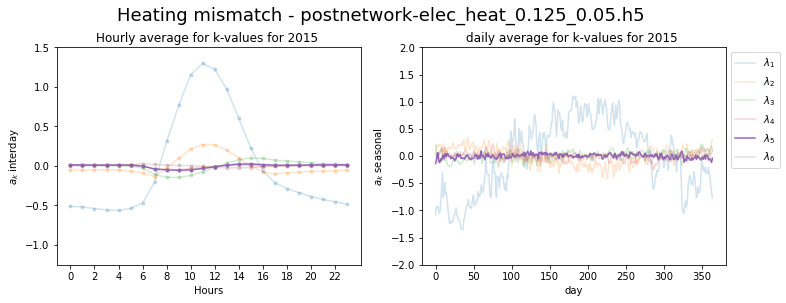 Heating mismatch - postnetwork-elec_heat_0.125_0.05.h5
Hourly average for k-values for 2015
1.5
1.0
0.5
0.0
−0.5
−1.0
a_k interday
0 2 4 6 8 10 12 14 16 18 20 22
Hours
daily average for k-values for 2015
2.0
1.5
1.0
0.5
0.0
−0.5
−1.0
−1.5
−2.0
a_k seasonal
0 50 100 150 200 250 300 350
day
λ₁
λ₂
λ₃
λ₄
λ₅
λ₆